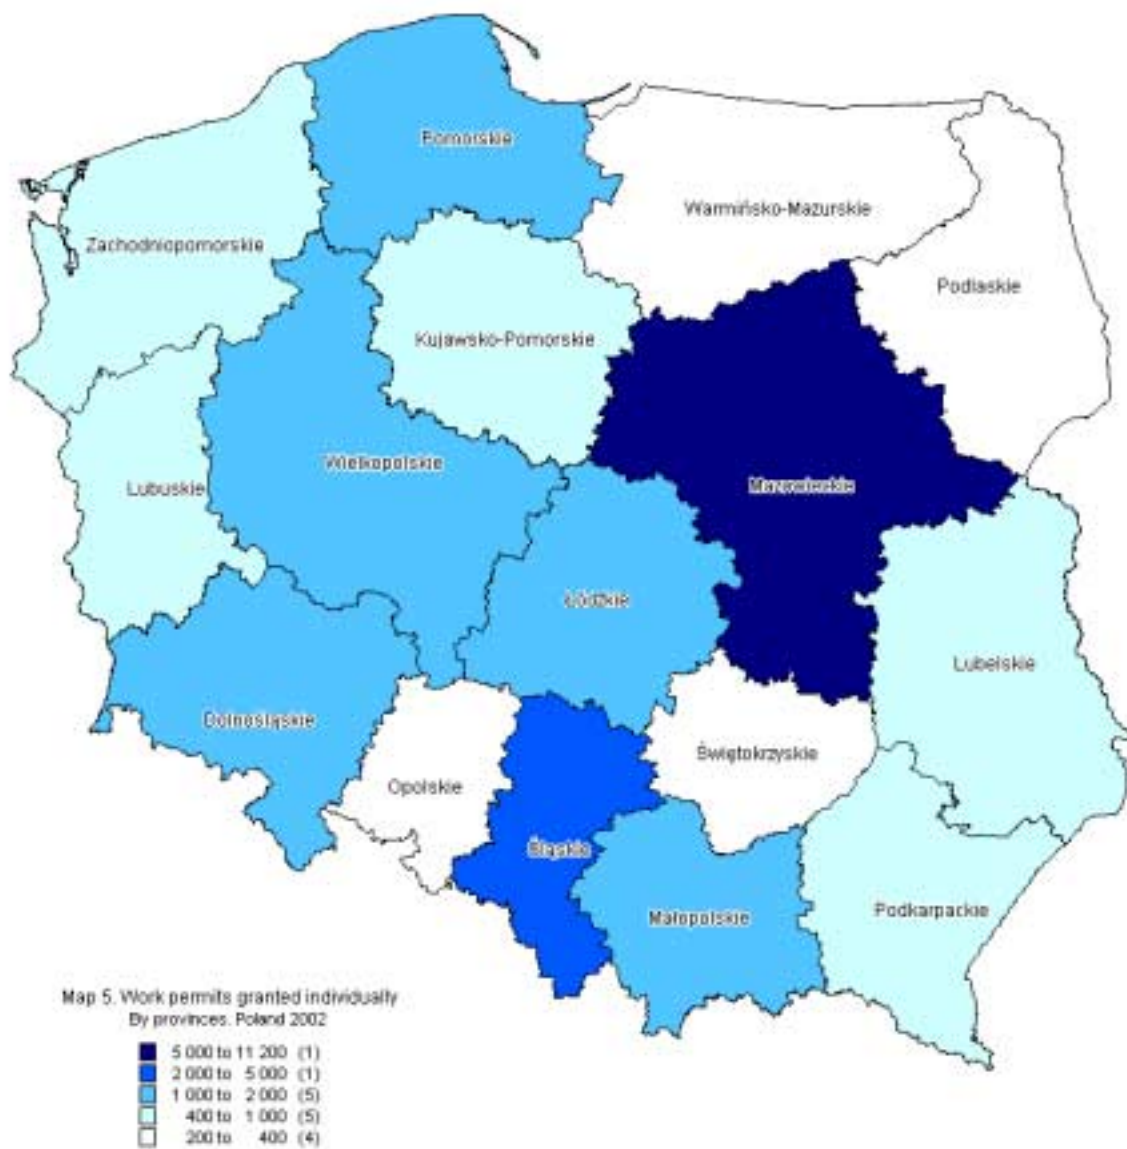 Pomorskie
Warmińsko-Mazurskie
Zachodniopomorskie
Podlaskie
Kujawsko-Pomorskie
Wielkopolskie
Mazowieckie
Lubuskie
Łódzkie
Lubelskie
Dolnośląskie
Świętokrzyskie
Opolskie
Śląskie
Podkarpackie
Małopolskie
Map 5. Work permits granted individually
By provinces. Poland 2002
5 000 to 11 200 (1)
2 000 to 5 000 (1)
1 000 to 2 000 (5)
400 to 1 000 (5)
200 to 400 (4)